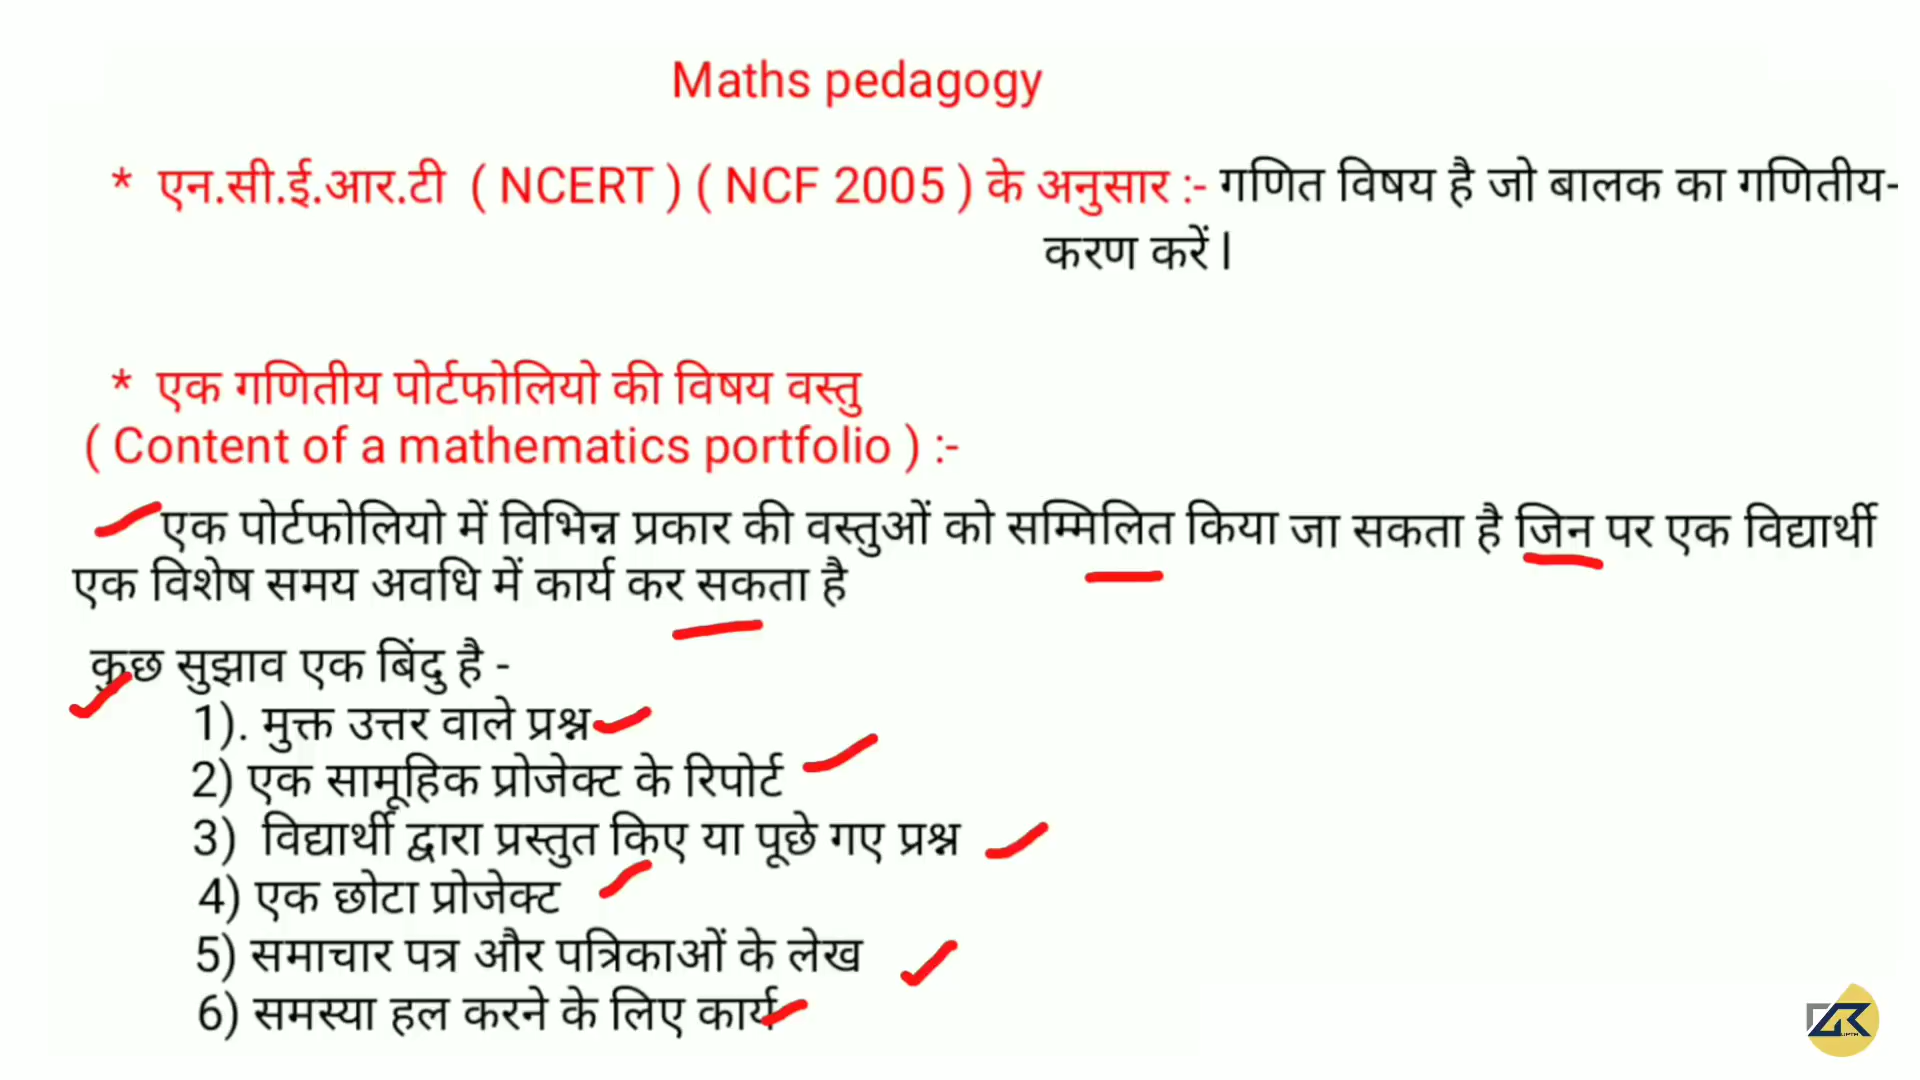 Maths pedagogy
* एन.सी.ई.आर.टी ( NCERT ) ( NCF 2005 ) के अनुसार :- गणित विषय है जो बालक का गणितीय-
करण करें l
* एक गणितीय पोर्टफोलियो की विषय वस्तु
( Content of a mathematics portfolio ) :-
एक पोर्टफोलियो में विभिन्न प्रकार की वस्तुओं को सम्मिलित किया जा सकता है जिन पर एक विद्यार्थी
एक विशेष समय अवधि में कार्य कर सकता है
कुछ सुझाव एक बिंदु है -
1). मुक्त उत्तर वाले प्रश्न
2) एक सामूहिक प्रोजेक्ट के रिपोर्ट
3) विद्यार्थी द्वारा प्रस्तुत किए या पूछे गए प्रश्न
4) एक छोटा प्रोजेक्ट
5) समाचार पत्र और पत्रिकाओं के लेख
6) समस्या हल करने के लिए कार्य